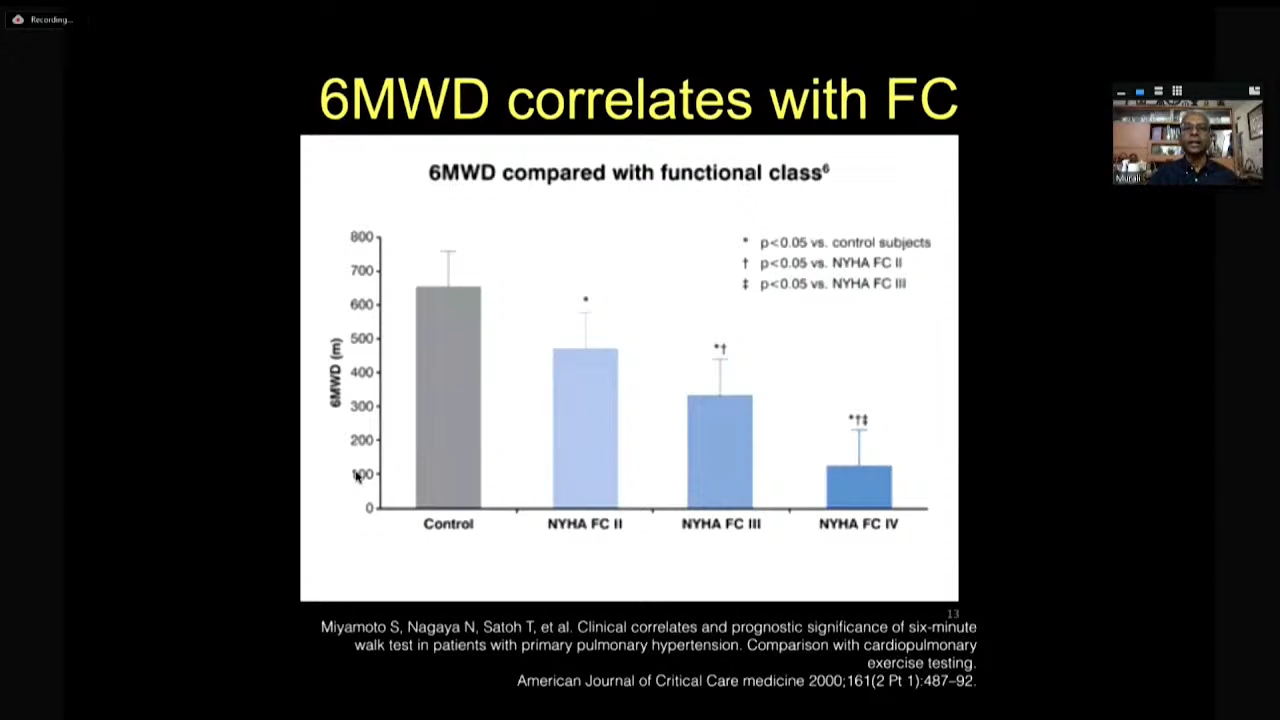 Recording...
6MWD correlates with FC
6MWD compared with functional class⁶
* p<0.05 vs. control subjects
† p<0.05 vs. NYHA FC II
‡ p<0.05 vs. NYHA FC III
800
700
600
500
400
300
200
100
0
6MWD (m)
*
*†
*†‡
Control
NYHA FC II
NYHA FC III
NYHA FC IV
13
Miyamoto S, Nagaya N, Satoh T, et al. Clinical correlates and prognostic significance of six-minute
walk test in patients with primary pulmonary hypertension. Comparison with cardiopulmonary
exercise testing.
American Journal of Critical Care medicine 2000;161(2 Pt 1):487–92.
Murali